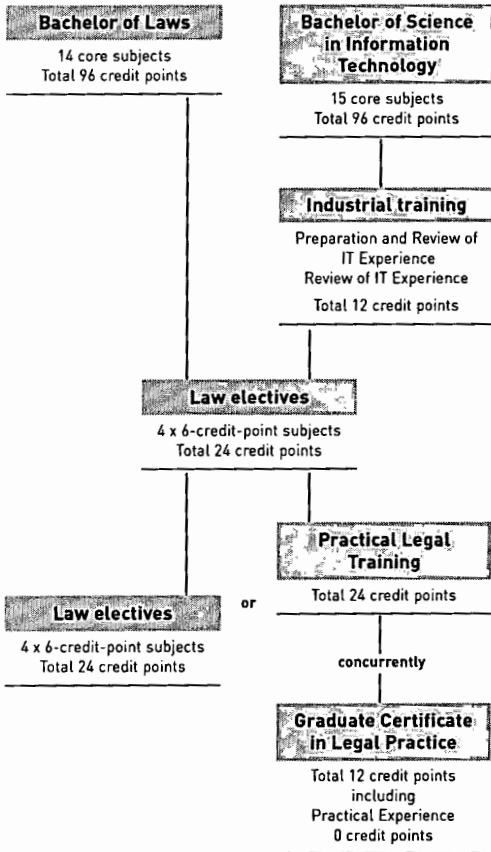 Bachelor of Laws
14 core subjects
Total 96 credit points
Bachelor of Science
in Information
Technology
15 core subjects
Total 96 credit points
Industrial training
Preparation and Review of
IT Experience
Review of IT Experience
Total 12 credit points
Law electives
4 x 6-credit-point subjects
Total 24 credit points
Law electives
4 x 6-credit-point subjects
Total 24 credit points
or
Practical Legal
Training
Total 24 credit points
concurrently
Graduate Certificate
in Legal Practice
Total 12 credit points
including
Practical Experience
0 credit points